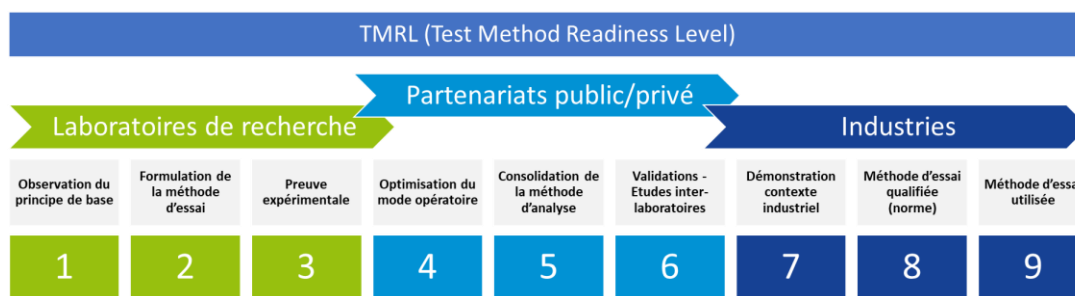 TMRL (Test Method Readiness Level)
Partenariats public/privé
Laboratoires de recherche
Industries
Observation du
principe de base
Formulation de
la méthode
d'essai
Preuve
expérimentale
Optimisation du
mode opératoire
Consolidation de
la méthode
d'analyse
Validations -
Etudes inter-
laboratoires
Démonstration
contexte
industriel
Méthode d'essai
qualifiée
(norme)
Méthode d'essai
utilisée
1
2
3
4
5
6
7
8
9